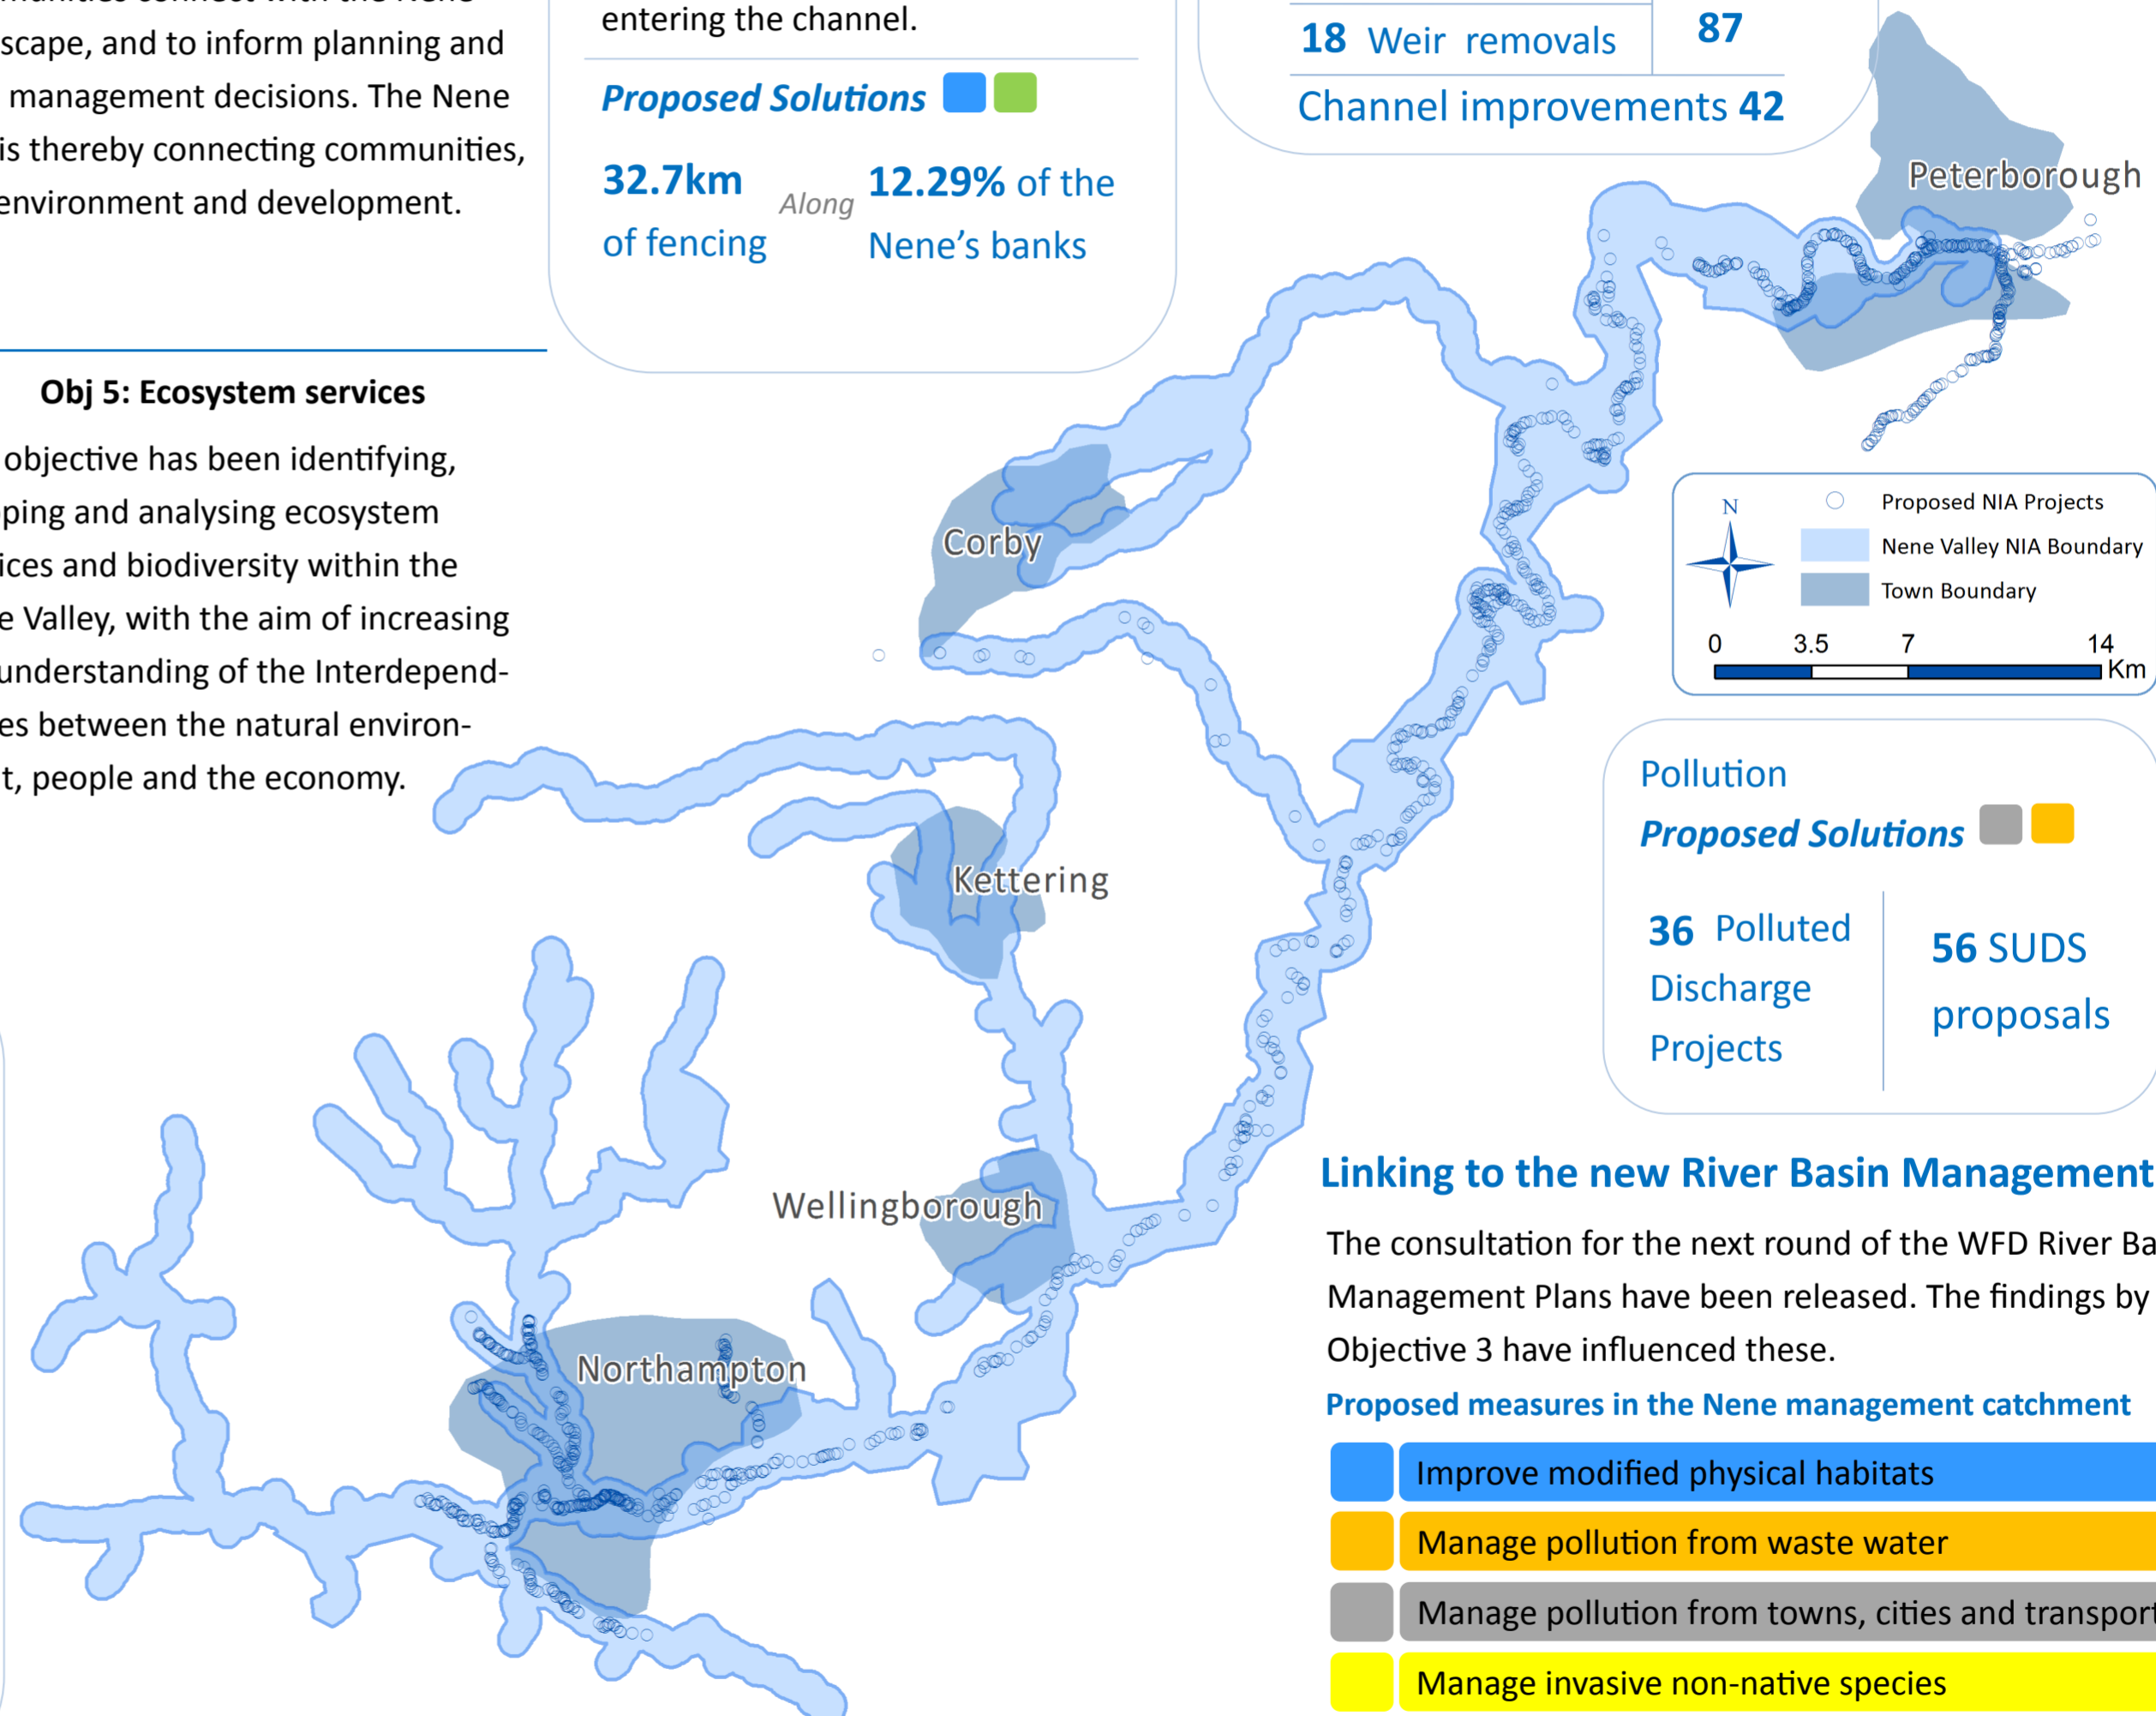 scape, and to inform planning and
management decisions. The Nene
is thereby connecting communities,
environment and development.
Obj 5: Ecosystem services
objective has been identifying,
ping and analysing ecosystem
ices and biodiversity within the
e Valley, with the aim of increasing
understanding of the Interdepend-
es between the natural environ-
t, people and the economy.
entering the channel.
Proposed Solutions
32.7km
of fencing
Along
12.29% of the
Nene's banks
18 Weir removals
87
Channel improvements 42
Peterborough
Corby
Kettering
Wellingborough
Northampton
N
Proposed NIA Projects
Nene Valley NIA Boundary
Town Boundary
0 3.5 7 14
Km
Pollution
Proposed Solutions
36 Polluted
Discharge
Projects
56 SUDS
proposals
Linking to the new River Basin Management
The consultation for the next round of the WFD River Ba
Management Plans have been released. The findings by
Objective 3 have influenced these.
Proposed measures in the Nene management catchment
Improve modified physical habitats
Manage pollution from waste water
Manage pollution from towns, cities and transport
Manage invasive non-native species